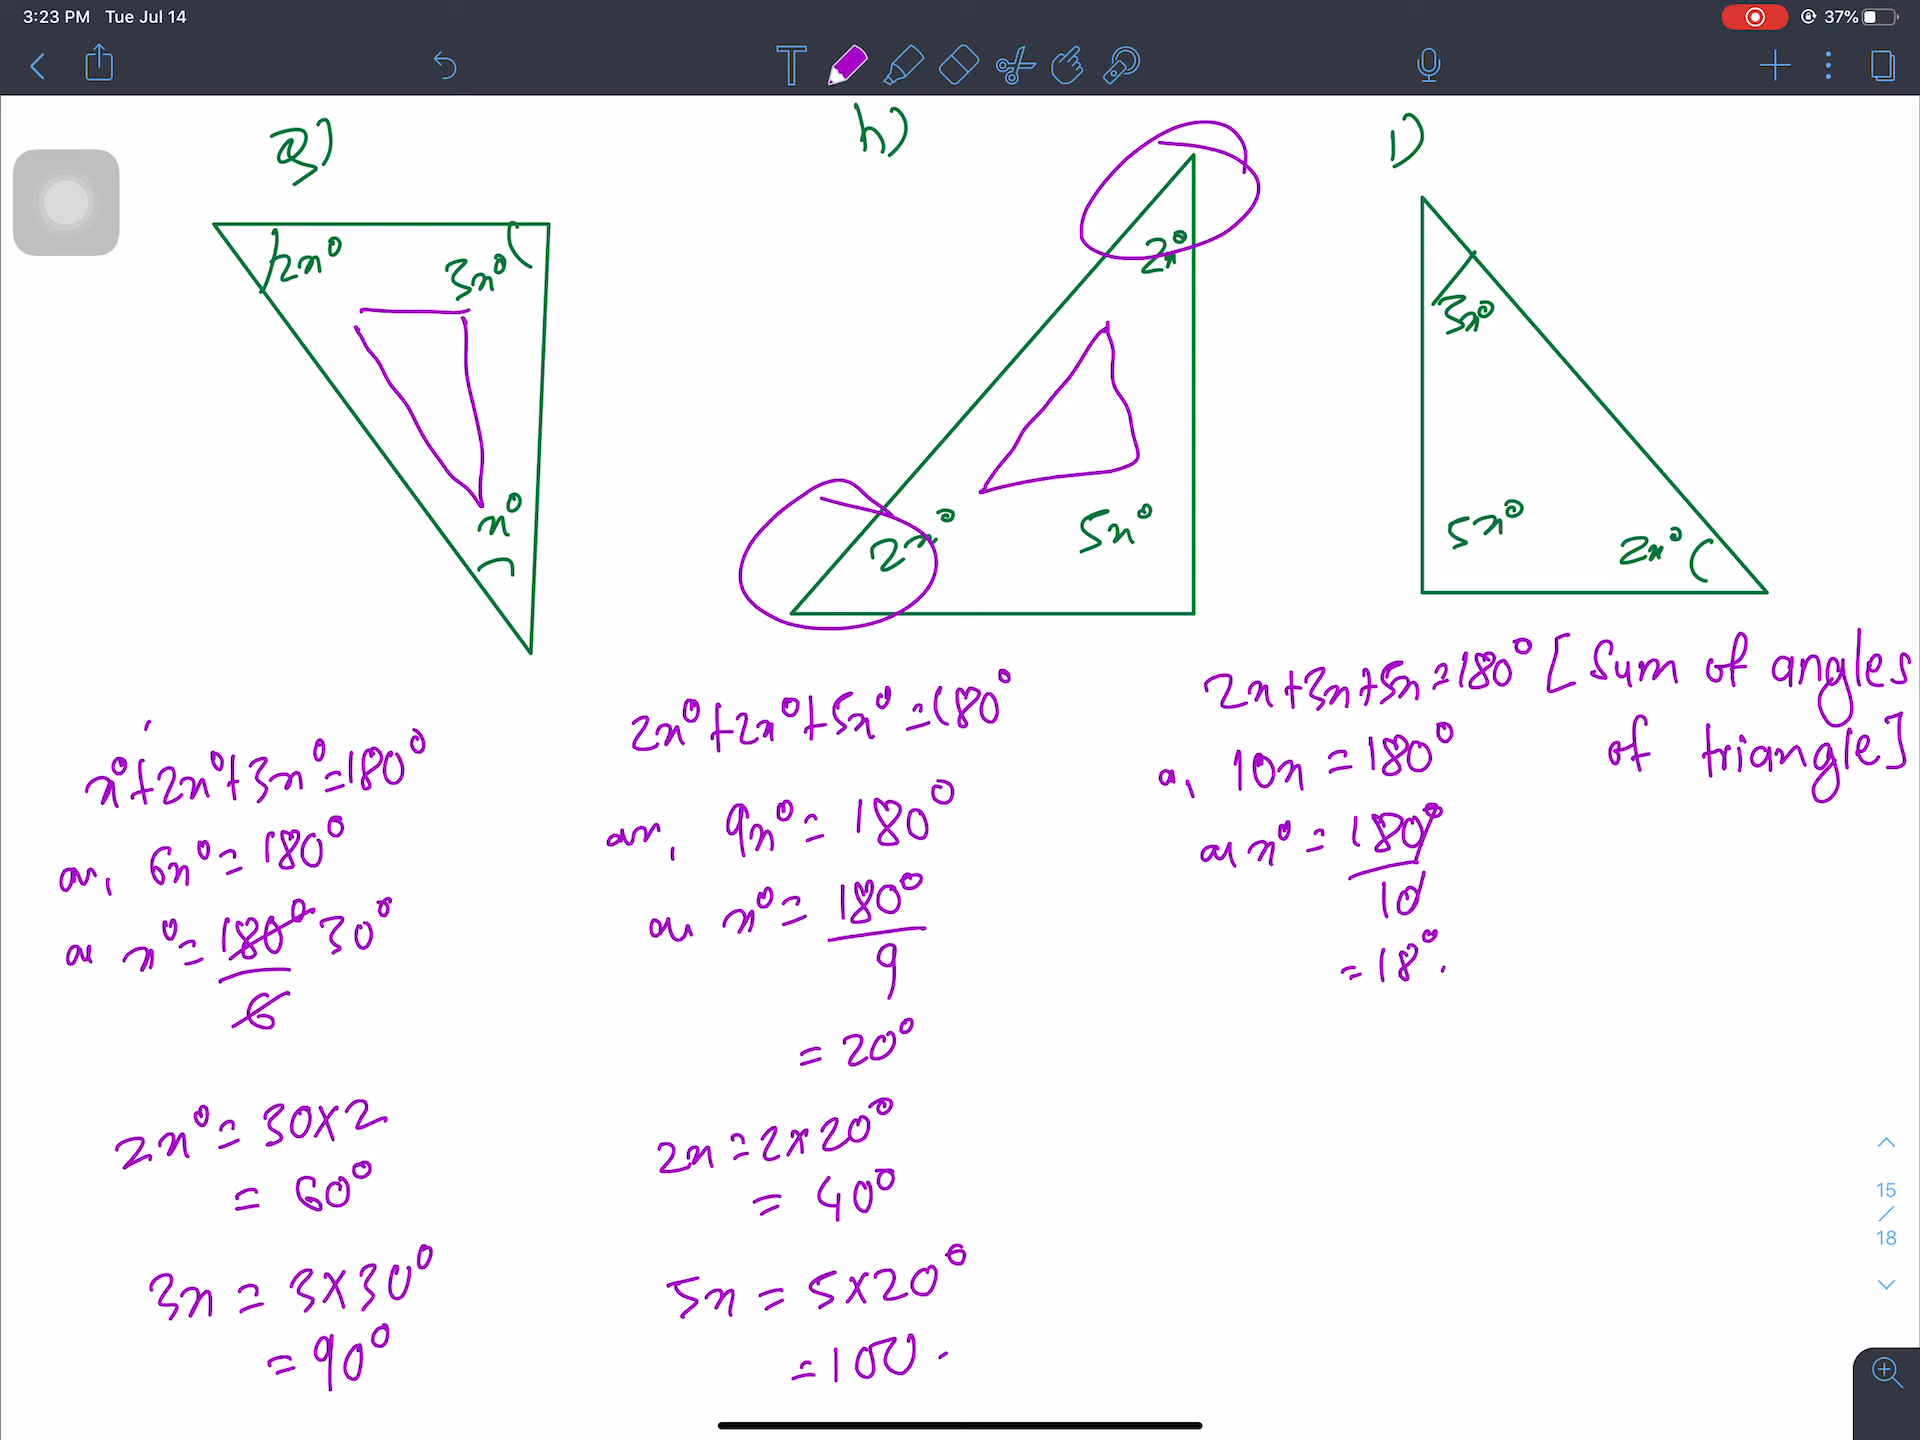 3:23 PM Tue Jul 14
37%
g)
2x°
3x°
x°
x°+2x°+3x°=180°
or, 6x°=180°
or x°=180°/6 30°
2x°=30×2
= 60°
3x=3×30°
=90°
h)
2x°
2x°
5x°
2x°+2x°+5x°=180°
or, 9x°=180°
or x°=180°/9
=20°
2x=2×20°
=40°
5x=5×20°
=100.
i)
3x°
5x°
2x°
2x+3x+5x=180° [Sum of angles
of triangle]
or, 10x=180°
or x°=180°/10
=18°.
15
/
18